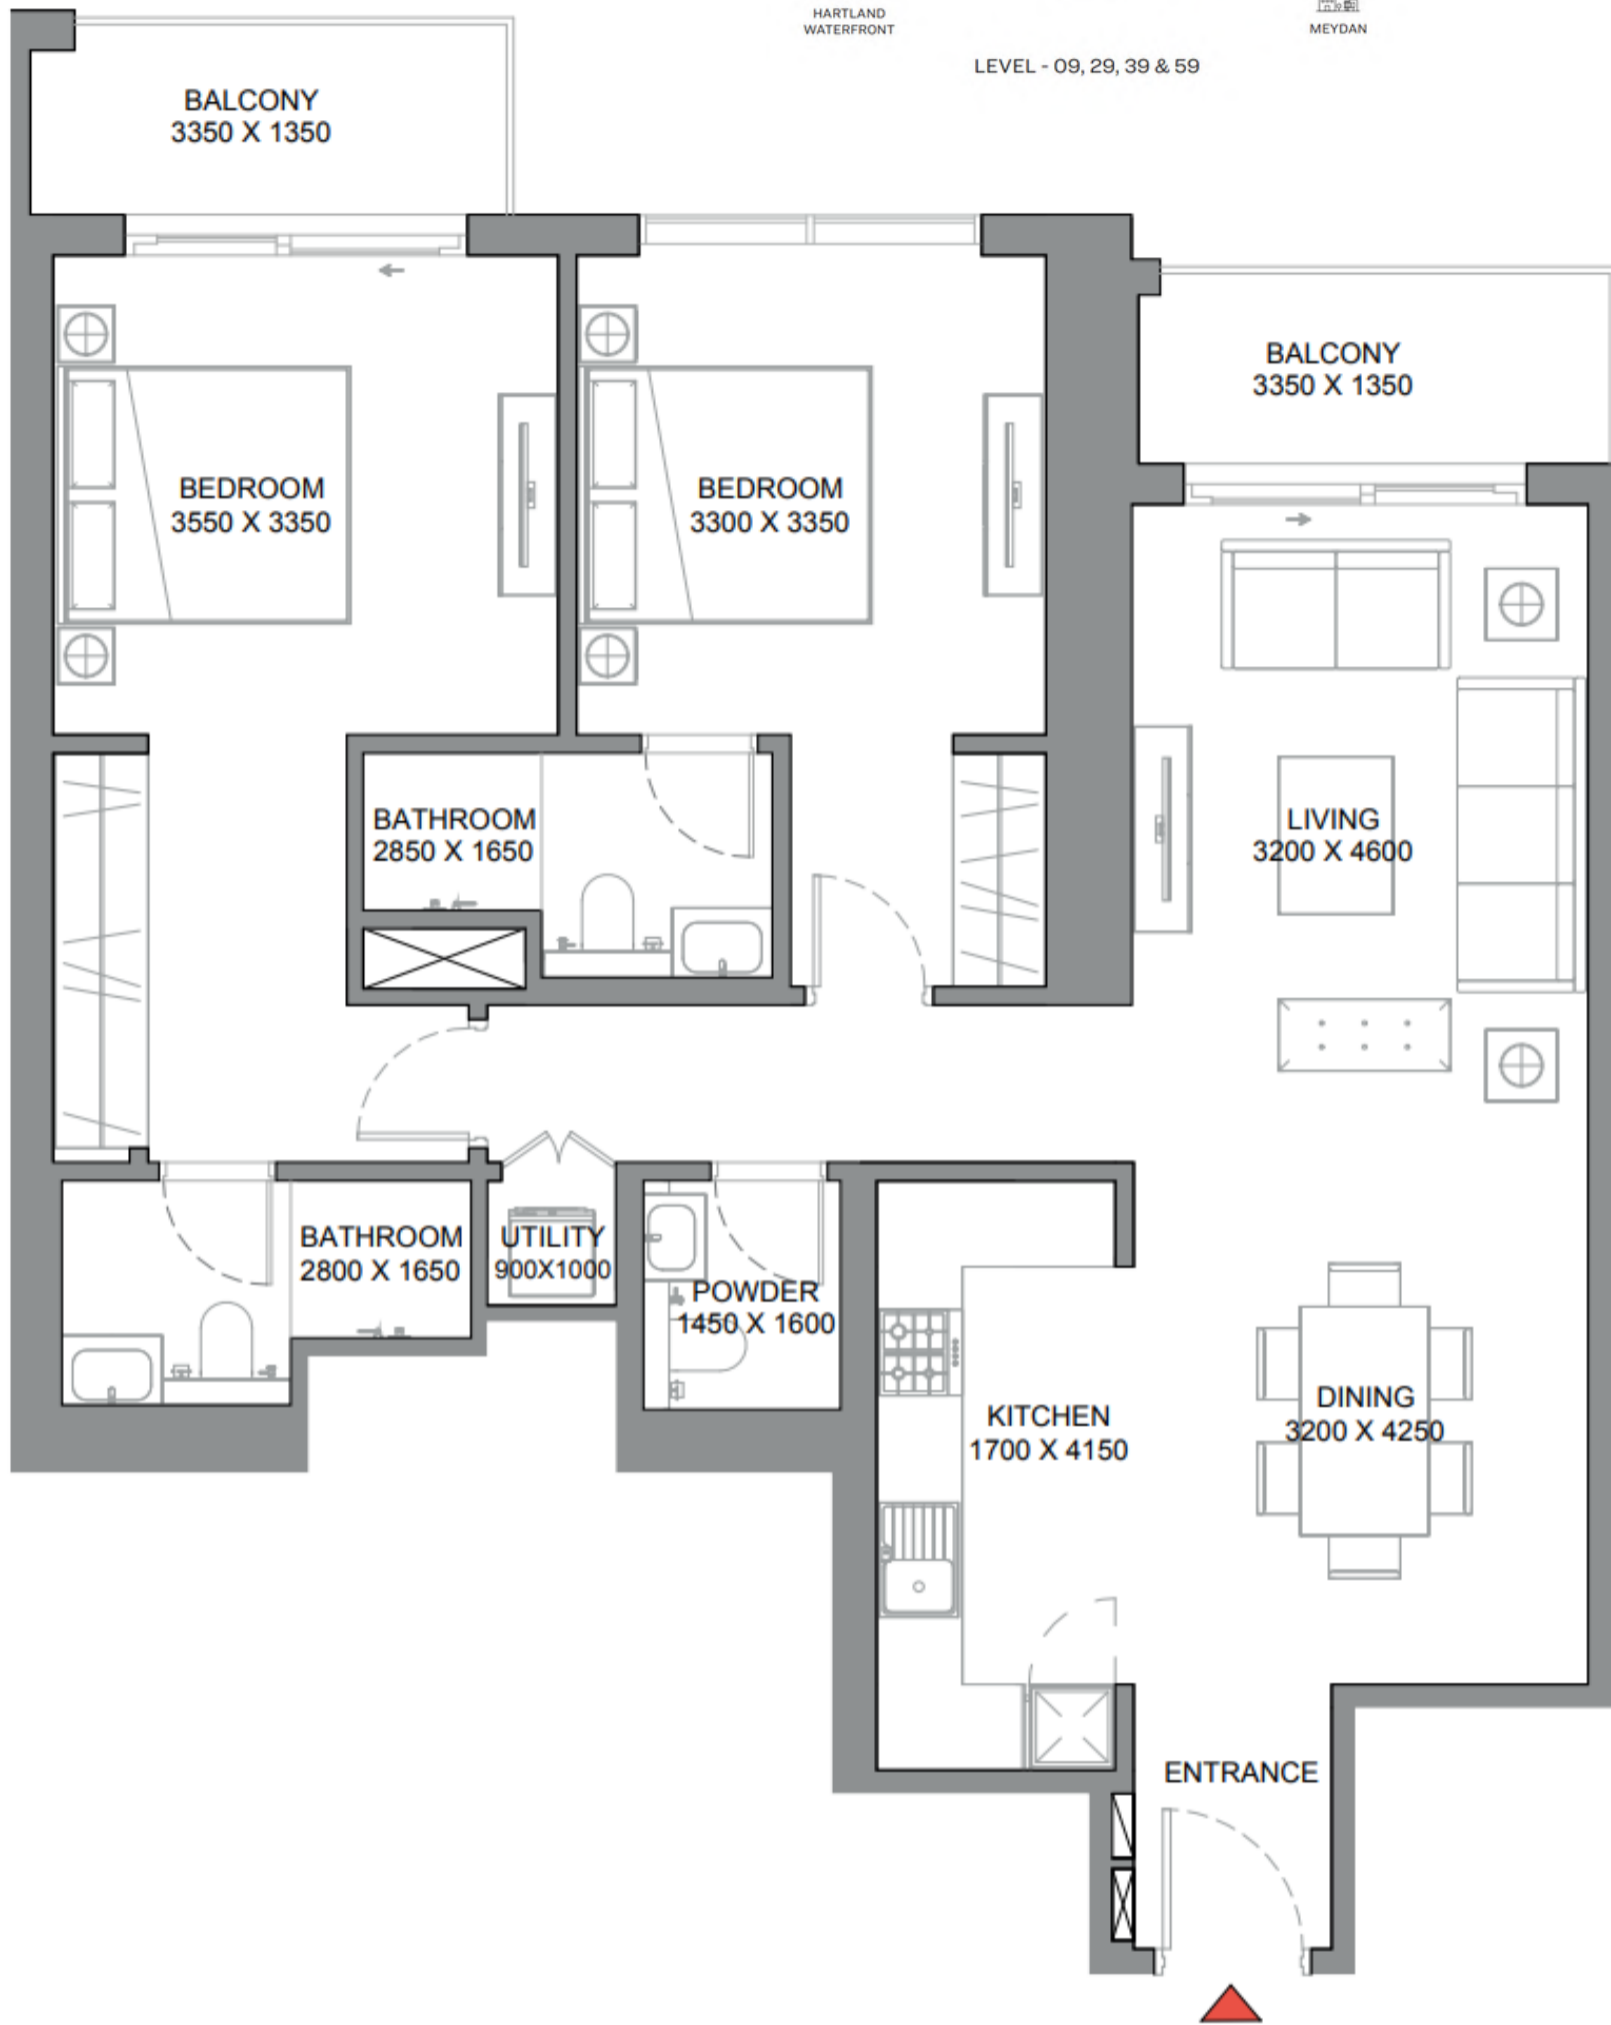 HARTLAND
WATERFRONT
MEYDAN
LEVEL - 09, 29, 39 & 59
BALCONY
3350 X 1350
BALCONY
3350 X 1350
BEDROOM
3550 X 3350
BEDROOM
3300 X 3350
BATHROOM
2850 X 1650
LIVING
3200 X 4600
BATHROOM
2800 X 1650
UTILITY
900X1000
POWDER
1450 X 1600
KITCHEN
1700 X 4150
DINING
3200 X 4250
ENTRANCE